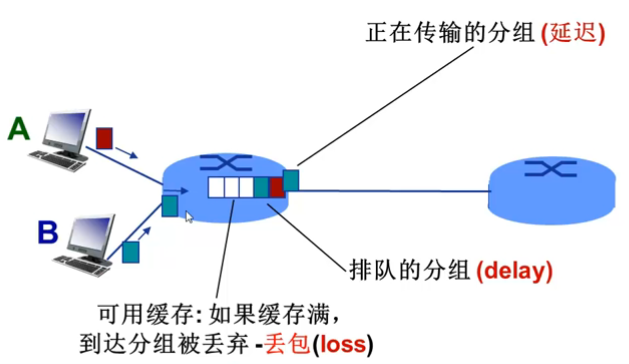 正在传输的分组 (延迟)
A
B
排队的分组 (delay)
可用缓存: 如果缓存满，
到达分组被丢弃 -丢包(loss)